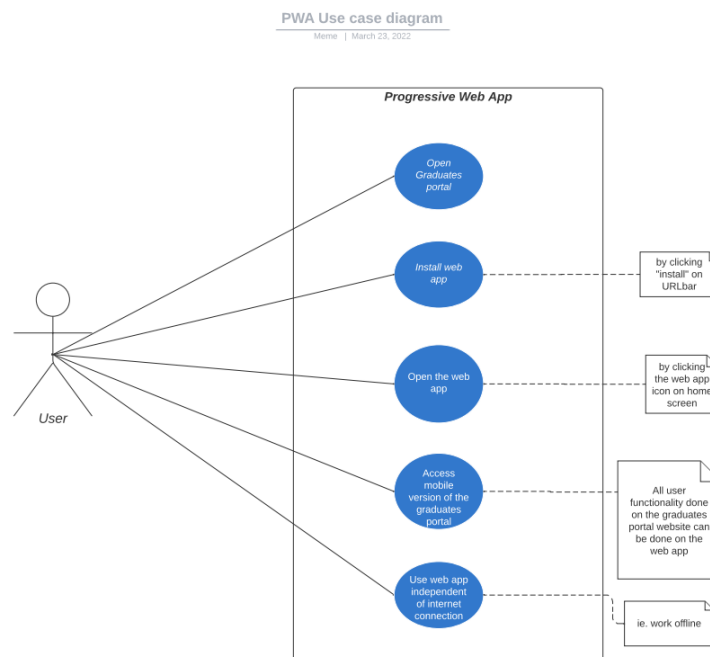 PWA Use case diagram
Meme | March 23, 2022
Progressive Web App
Open
Graduates
portal
Install web
app
by clicking
"install" on
URLbar
Open the web
app
by clicking
the web app
icon on home
screen
User
Access
mobile
version of the
graduates
portal
All user
functionality done
on the graduates
portal website can
be done on the
web app
Use web app
independent
of internet
connection
ie. work offline